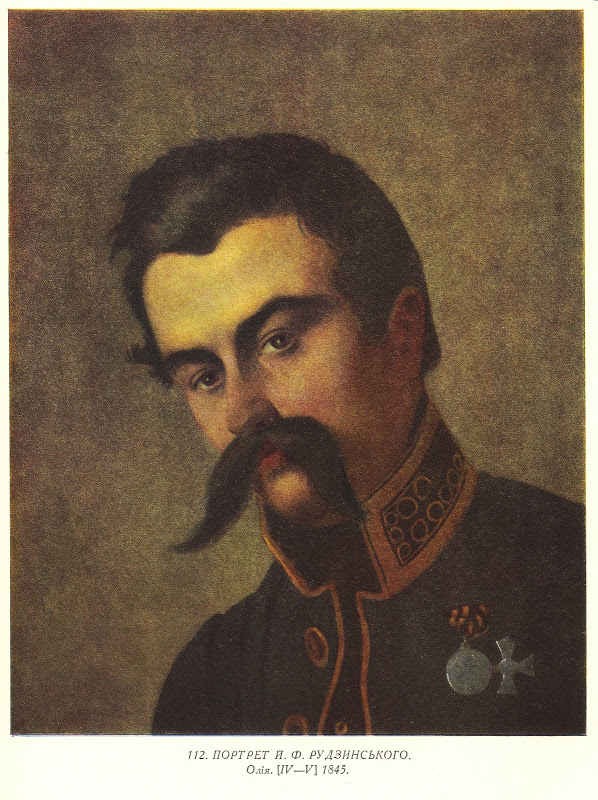 112. ПОРТРЕТ Й. Ф. РУДЗИНСЬКОГО.
Олія. [IV—V] 1845.